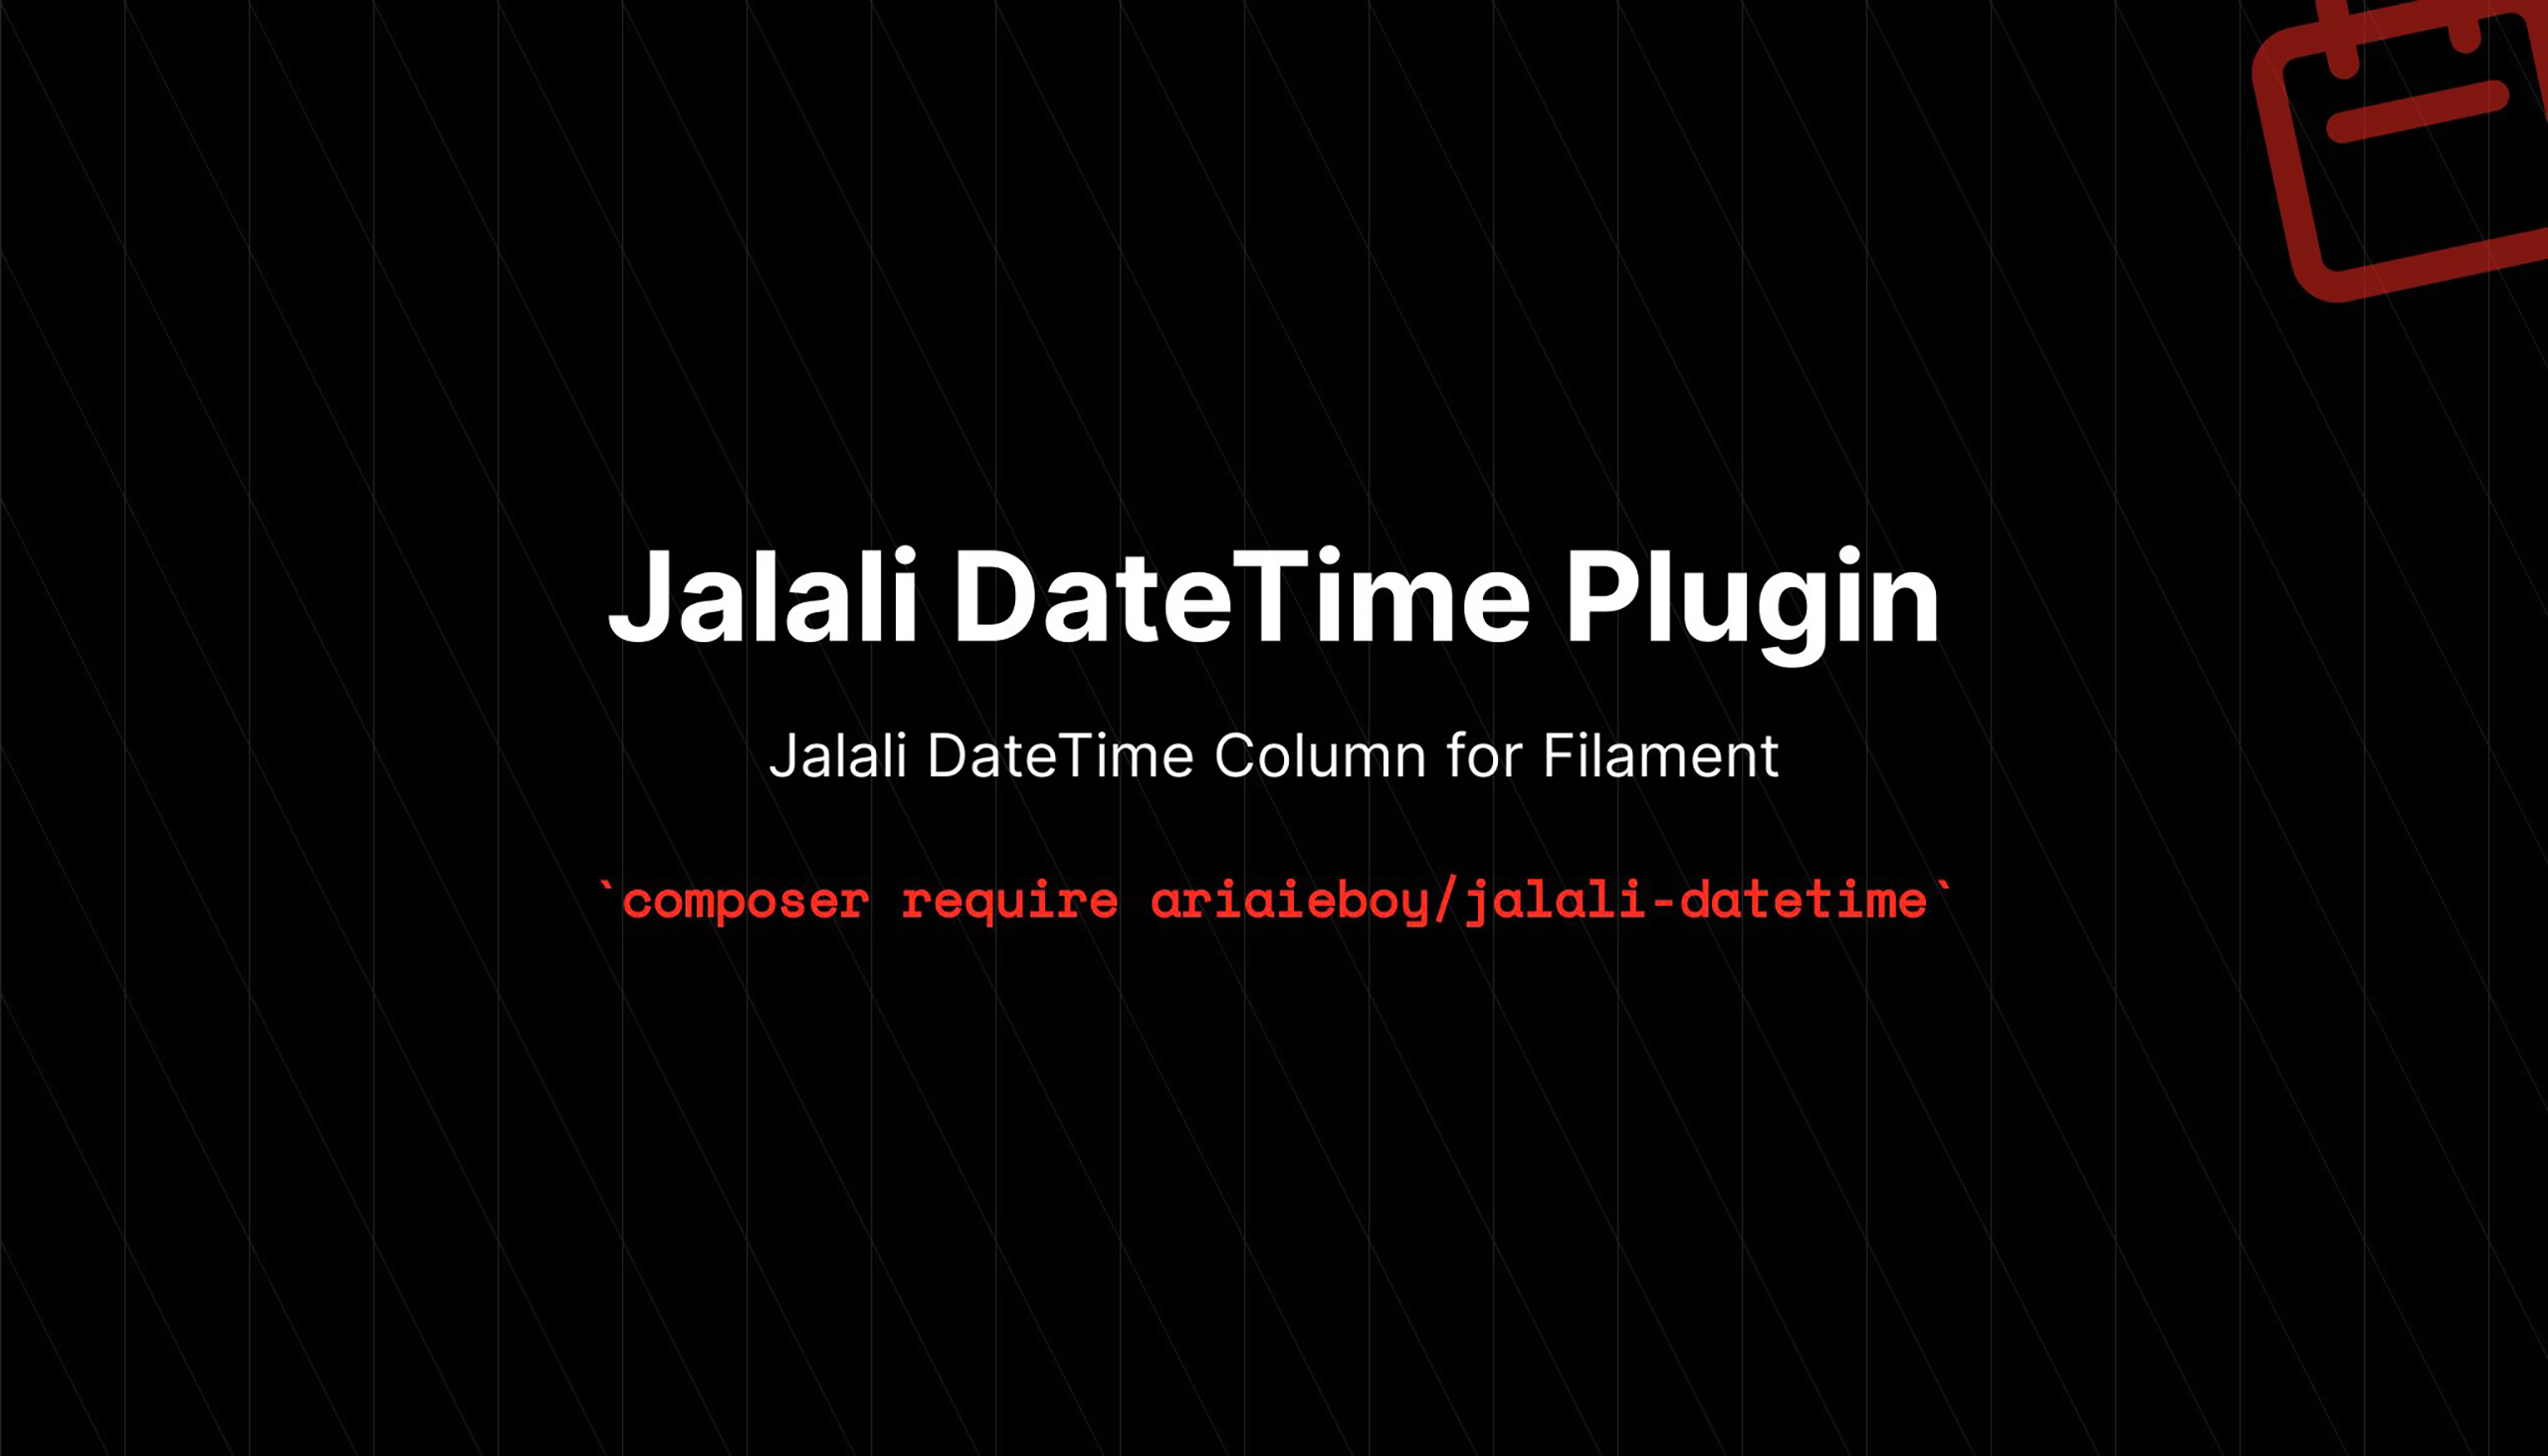 Jalali DateTime Plugin
Jalali DateTime Column for Filament
`composer require ariaieboy/jalali-datetime`